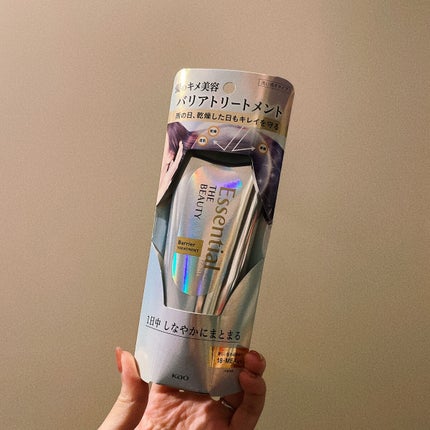 髪のキメ美容
バリアトリートメント
雨の日、乾燥した日もキレイを守る
Essential
THE
BEAUTY
Barrier
TREATMENT
1日中 しなやかにまとまる
Kao